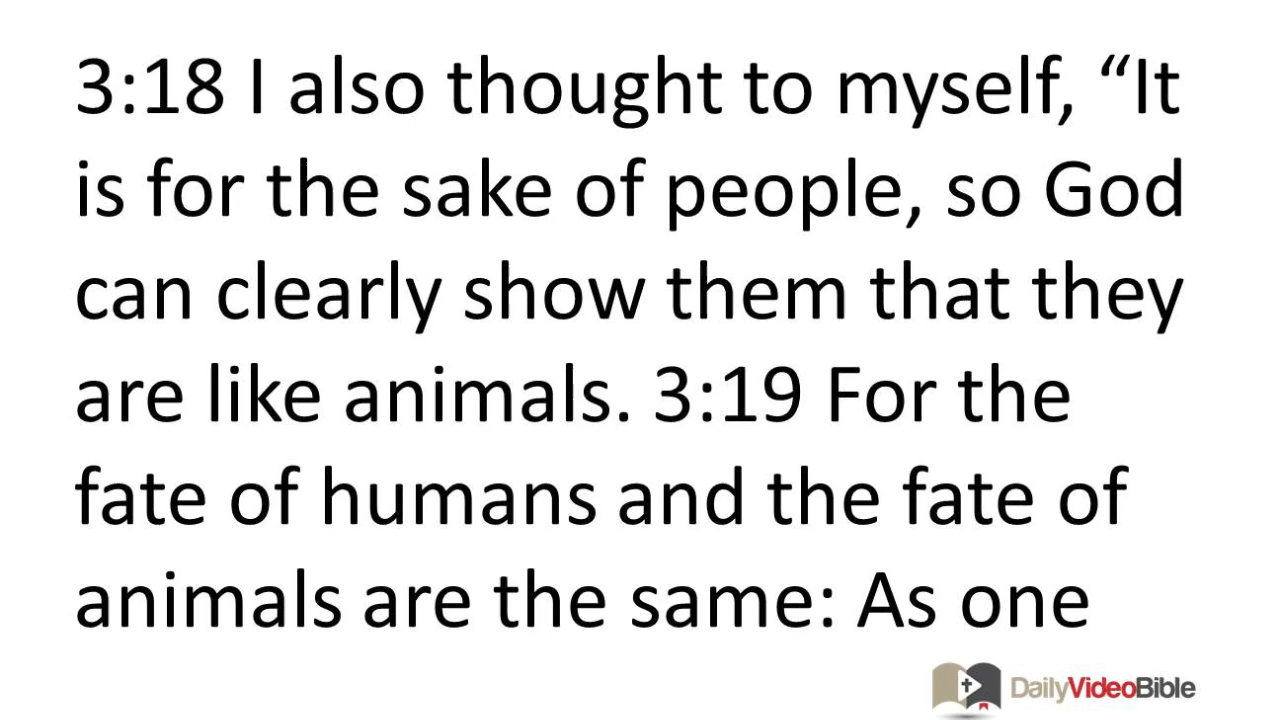 3:18 I also thought to myself, “It
is for the sake of people, so God
can clearly show them that they
are like animals. 3:19 For the
fate of humans and the fate of
animals are the same: As one
DailyVideoBible